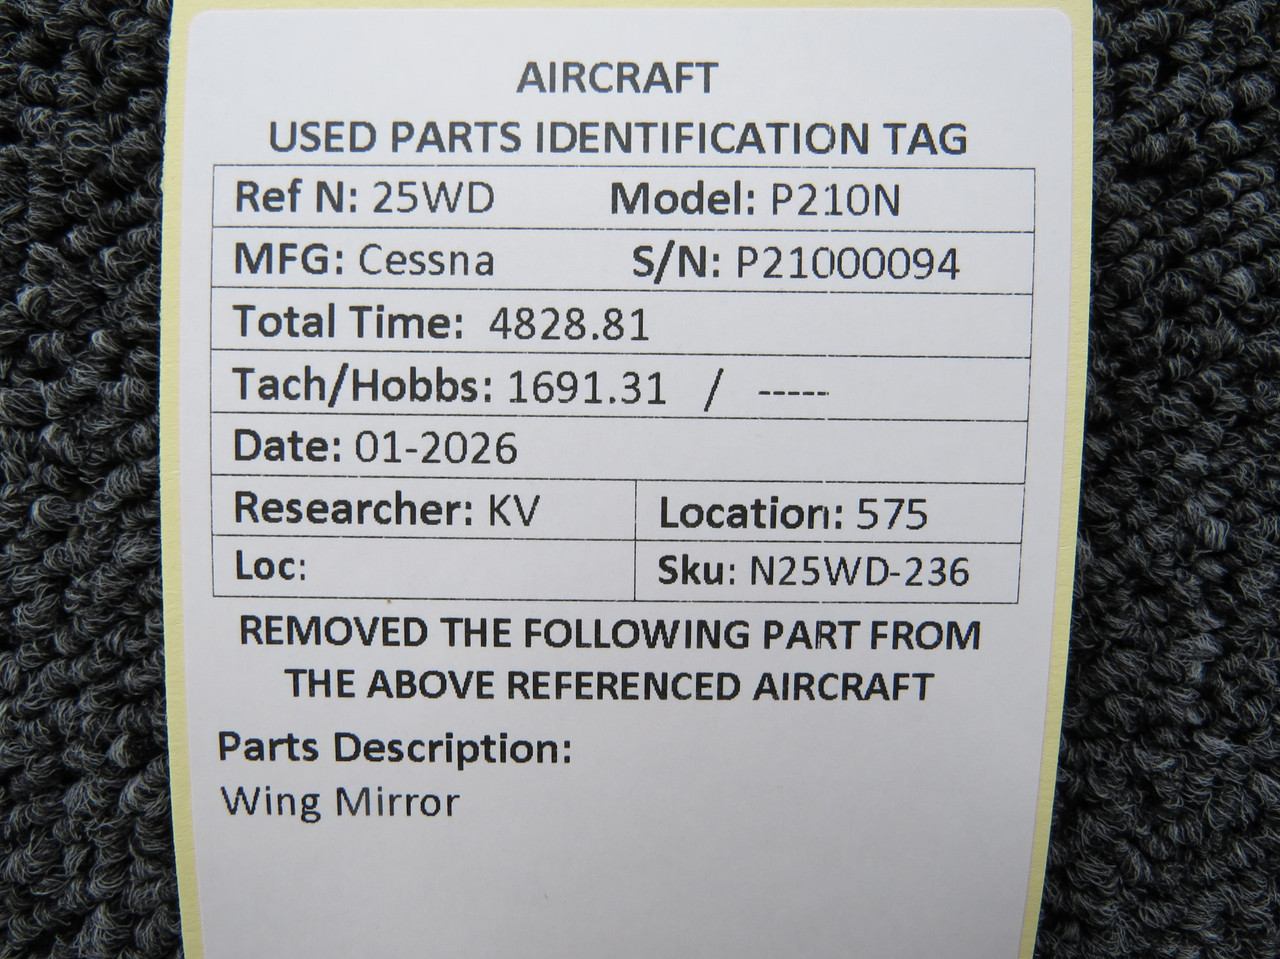 AIRCRAFT
USED PARTS IDENTIFICATION TAG
Ref N: 25WD Model: P210N
MFG: Cessna S/N: P21000094
Total Time: 4828.81
Tach/Hobbs: 1691.31 / -----
Date: 01-2026
Researcher: KV Location: 575
Loc: Sku: N25WD-236
REMOVED THE FOLLOWING PART FROM
THE ABOVE REFERENCED AIRCRAFT
Parts Description:
Wing Mirror